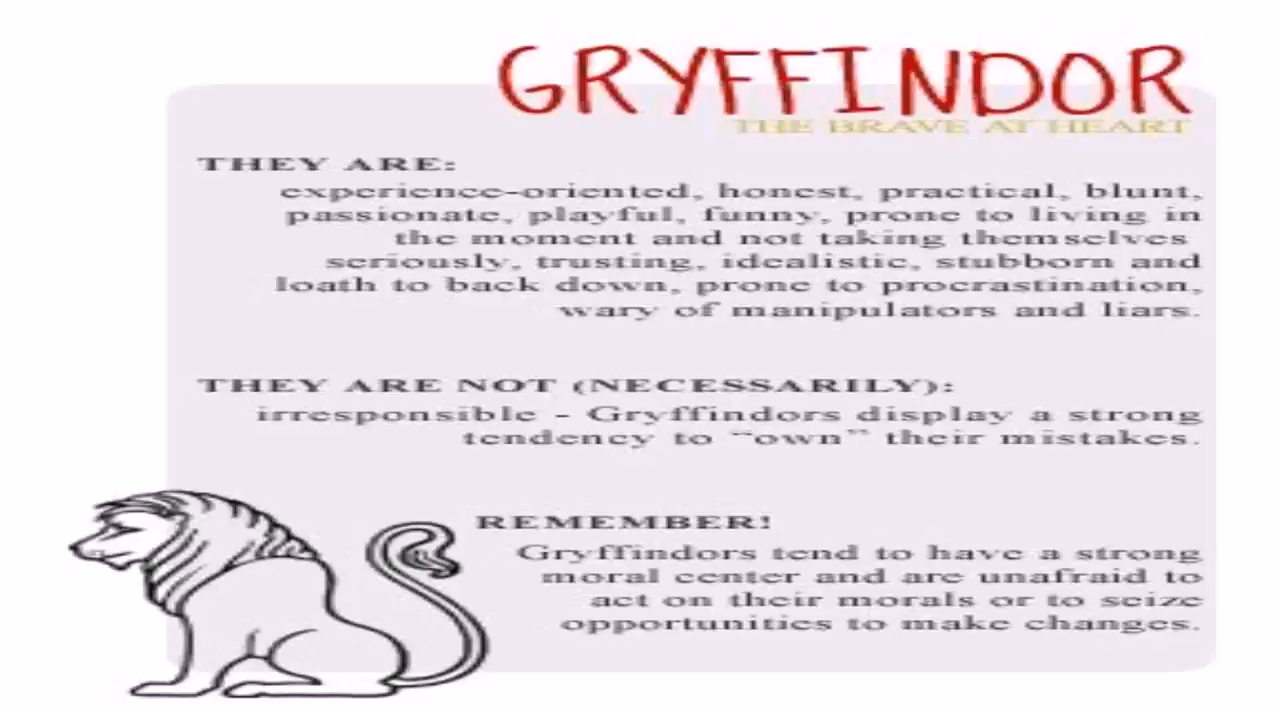 GRYFFINDOR
THE BRAVE AT HEART
THEY ARE:
experience-oriented, honest, practical, blunt,
passionate, playful, funny, prone to living in
the moment and not taking themselves
seriously, trusting, idealistic, stubborn and
loath to back down, prone to procrastination,
wary of manipulators and liars.
THEY ARE NOT (NECESSARILY):
irresponsible - Gryffindors display a strong
tendency to “own” their mistakes.
REMEMBER!
Gryffindors tend to have a strong
moral center and are unafraid to
act on their morals or to seize
opportunities to make changes.